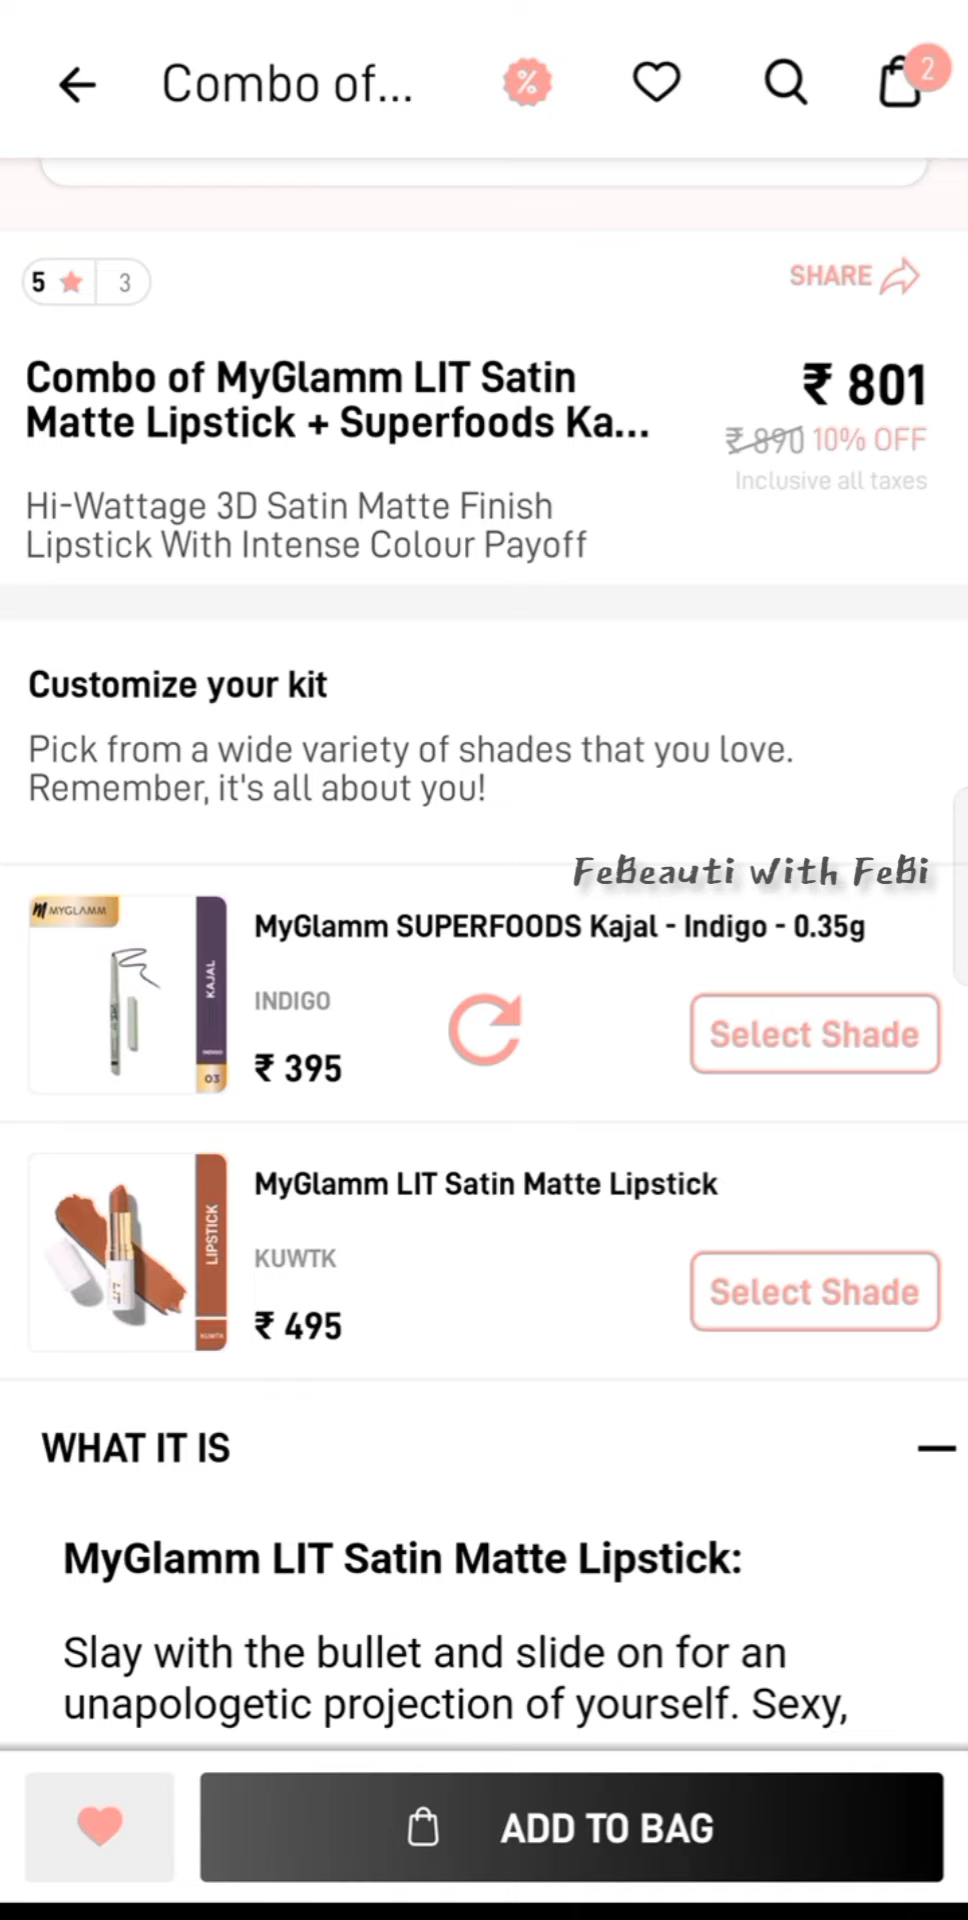 Combo of...
%
2
5
3
SHARE
Combo of MyGlamm LIT Satin
Matte Lipstick + Superfoods Ka...
₹ 801
₹ 890 10% OFF
Inclusive all taxes
Hi-Wattage 3D Satin Matte Finish
Lipstick With Intense Colour Payoff
Customize your kit
Pick from a wide variety of shades that you love.
Remember, it's all about you!
FeBeauti with FeBi
MYGLAMM
KAJAL
INDIGO
03
MyGlamm SUPERFOODS Kajal - Indigo - 0.35g
INDIGO
₹ 395
Select Shade
LIPSTICK
KUWTK
LIT
MyGlamm LIT Satin Matte Lipstick
KUWTK
₹ 495
Select Shade
WHAT IT IS
MyGlamm LIT Satin Matte Lipstick:
Slay with the bullet and slide on for an
unapologetic projection of yourself. Sexy,
ADD TO BAG